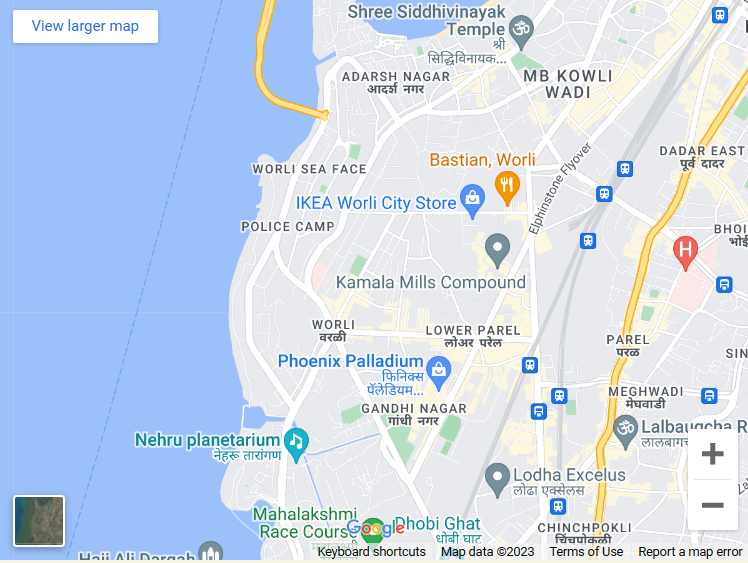 View larger map
Shree Siddhivinayak
Temple
श्री
सिद्धिविनायक...
ADARSH NAGAR
आदर्श नगर
MB KOWLI
WADI
DADAR EAST
पूर्व दादर
Bastian, Worli
WORLI SEA FACE
IKEA Worli City Store
Elphinstone Flyover
POLICE CAMP
BHOI
भोई
H
Kamala Mills Compound
WORLI
वरळी
LOWER PAREL
लोअर परेल
PAREL
परळ
SIN
Phoenix Palladium
फिनिक्स
पॅलेडियम...
MEGHWADI
मेघवाडी
GANDHI NAGAR
गांधी नगर
Lalbaugcha R
लालबागच
Nehru planetarium
नेहरू तारांगण
Lodha Excelus
लोढा एक्सेलस
Mahalakshmi
Race Course
Google
Dhobi Ghat
धोबी घाट
CHINCHPOKLI
चिंचपोकळी
Haji Ali Dargah
Keyboard shortcuts
Map data ©2023
Terms of Use
Report a map error